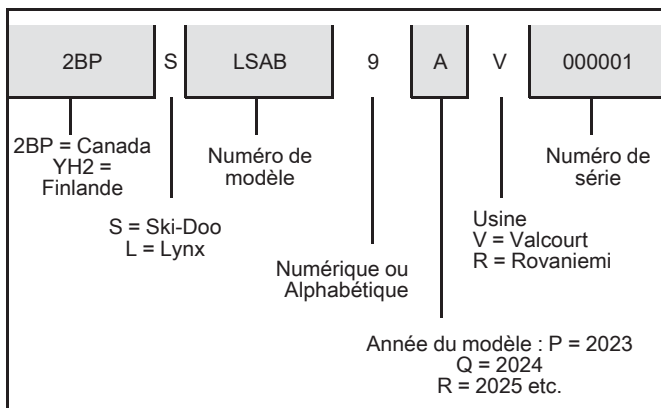 2BP S LSAB 9 A V 000001
2BP = Canada
YH2 =
Finlande
Numéro de
modèle
Numéro de
série
S = Ski-Doo
L = Lynx
Usine
V = Valcourt
R = Rovaniemi
Numérique ou
Alphabétique
Année du modèle : P = 2023
Q = 2024
R = 2025 etc.